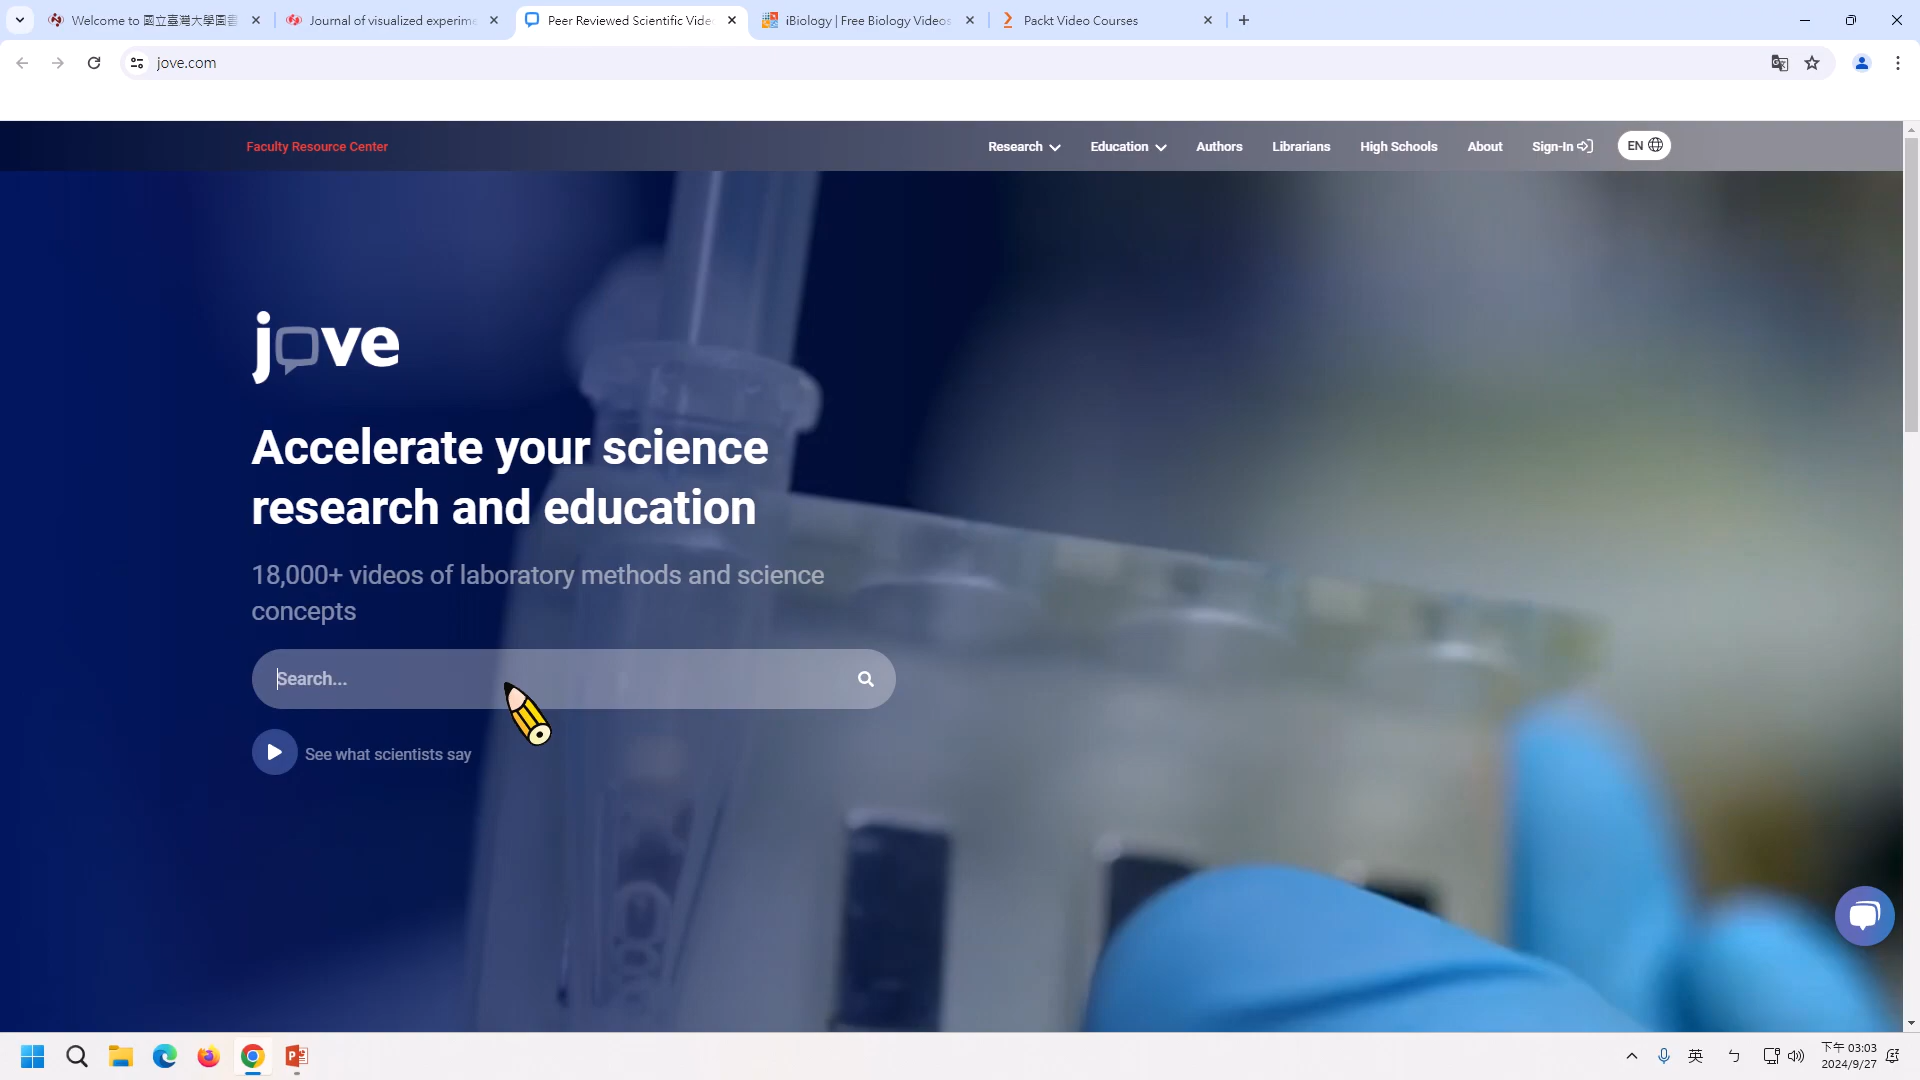 Welcome to 國立臺灣大學圖書
Journal of visualized experime
Peer Reviewed Scientific Video
iBiology | Free Biology Videos
Packt Video Courses
jove.com
Faculty Resource Center
Research
Education
Authors
Librarians
High Schools
About
Sign-In
EN
jove
Accelerate your science
research and education
18,000+ videos of laboratory methods and science
concepts
Search...
See what scientists say
英
ㄅ
下午 03:03
2024/9/27